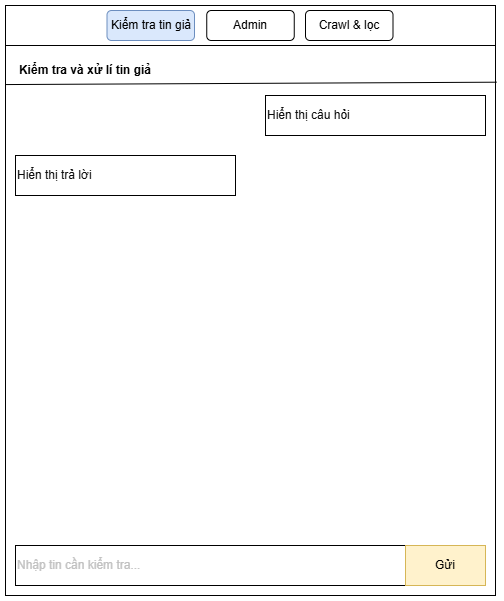 Kiểm tra tin giả
Admin
Crawl & lọc
Kiểm tra và xử lí tin giả
Hiển thị câu hỏi
Hiển thị trả lời
Nhập tin cần kiểm tra...
Gửi